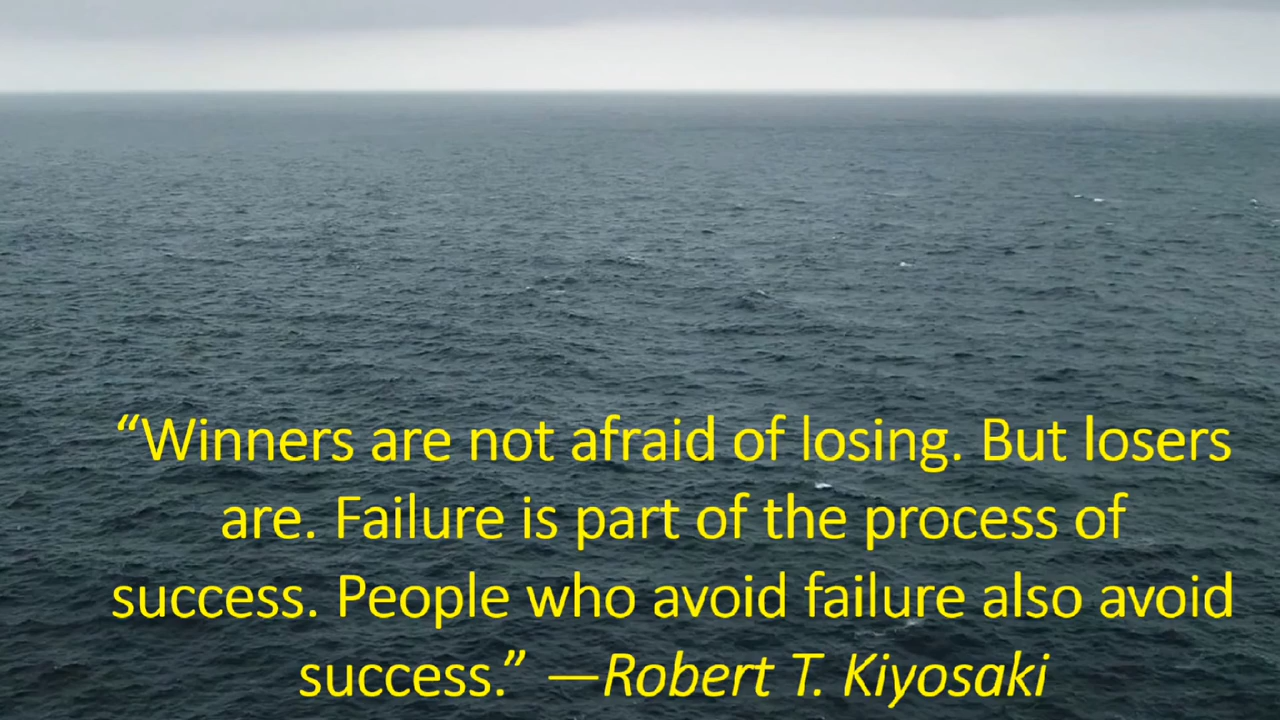 “Winners are not afraid of losing. But losers
are. Failure is part of the process of
success. People who avoid failure also avoid
success.” —Robert T. Kiyosaki